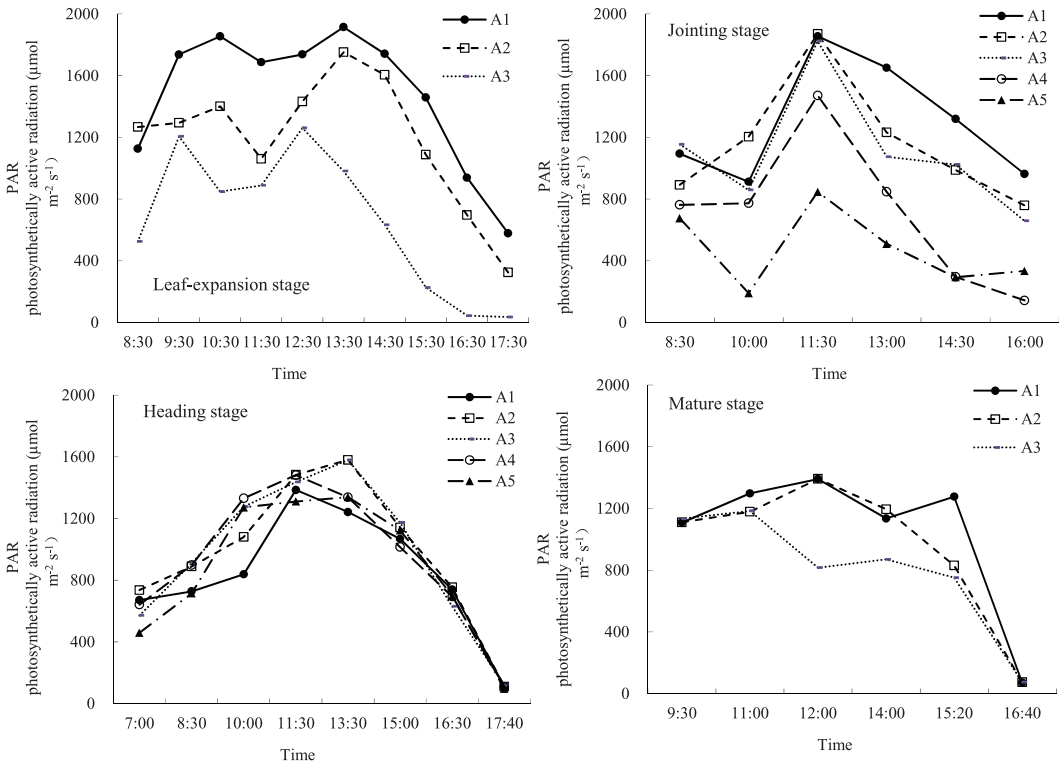 PAR
photosynthetically active radiation (μmol
m-2 s-1)
2000
1600
1200
800
400
0
A1
A2
A3
Leaf-expansion stage
8:30 9:30 10:30 11:30 12:30 13:30 14:30 15:30 16:30 17:30
Time
PAR
photosynthetically active radiation (μmol
m-2 s-1)
2000
1600
1200
800
400
0
Jointing stage
A1
A2
A3
A4
A5
8:30 10:00 11:30 13:00 14:30 16:00
Time
PAR
photosynthetically active radiation (μmol
m-2 s-1)
2000
1600
1200
800
400
0
Heading stage
A1
A2
A3
A4
A5
7:00 8:30 10:00 11:30 13:30 15:00 16:30 17:40
Time
PAR
photosynthetically active radiation (μmol
m-2 s-1)
2000
1600
1200
800
400
0
Mature stage
A1
A2
A3
9:30 11:00 12:00 14:00 15:20 16:40
Time